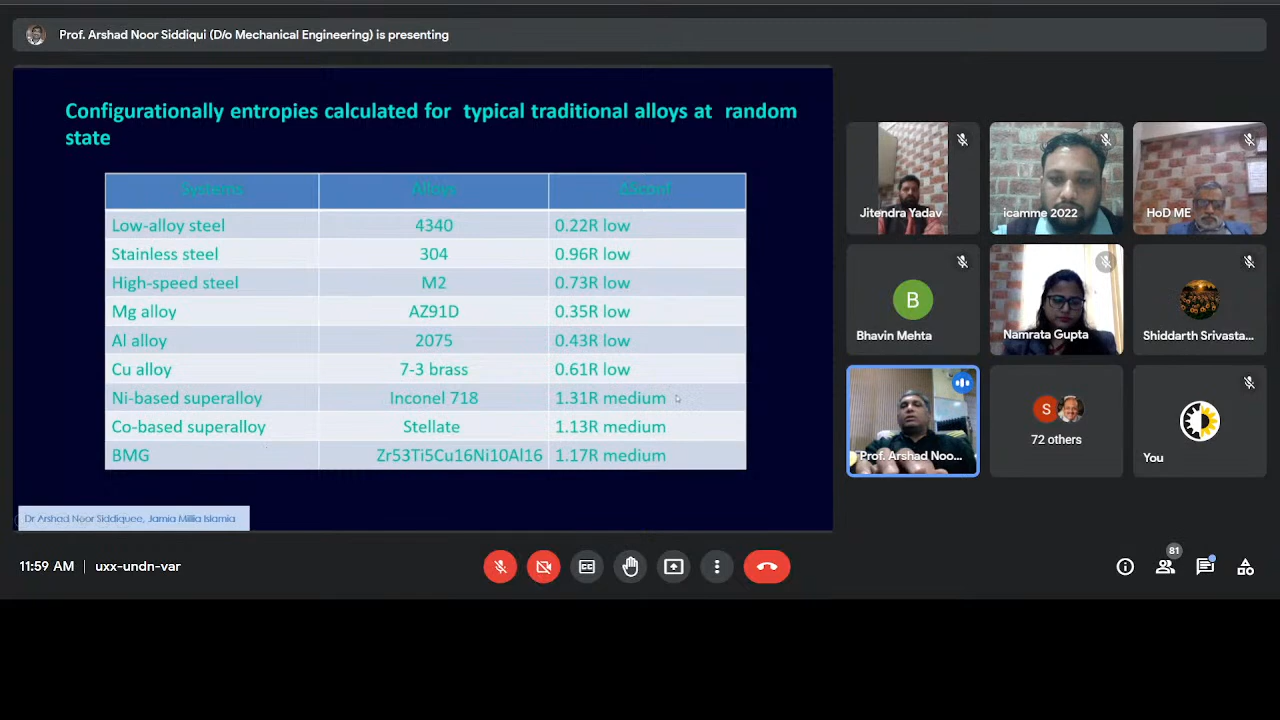 Prof. Arshad Noor Siddiqui (D/o Mechanical Engineering) is presenting
Configurationally entropies calculated for typical traditional alloys at random
state
Systems Alloys ΔSconf
Low-alloy steel 4340 0.22R low
Stainless steel 304 0.96R low
High-speed steel M2 0.73R low
Mg alloy AZ91D 0.35R low
Al alloy 2075 0.43R low
Cu alloy 7-3 brass 0.61R low
Ni-based superalloy Inconel 718 1.31R medium
Co-based superalloy Stellate 1.13R medium
BMG Zr53Ti5Cu16Ni10Al16 1.17R medium
Dr Arshad Noor Siddiquee, Jamia Millia Islamia
Jitendra Yadav
icamme 2022
HoD ME
B
Bhavin Mehta
Namrata Gupta
Shiddarth Srivasta...
Prof. Arshad Noo...
S
72 others
You
11:59 AM | uxx-undn-var
81